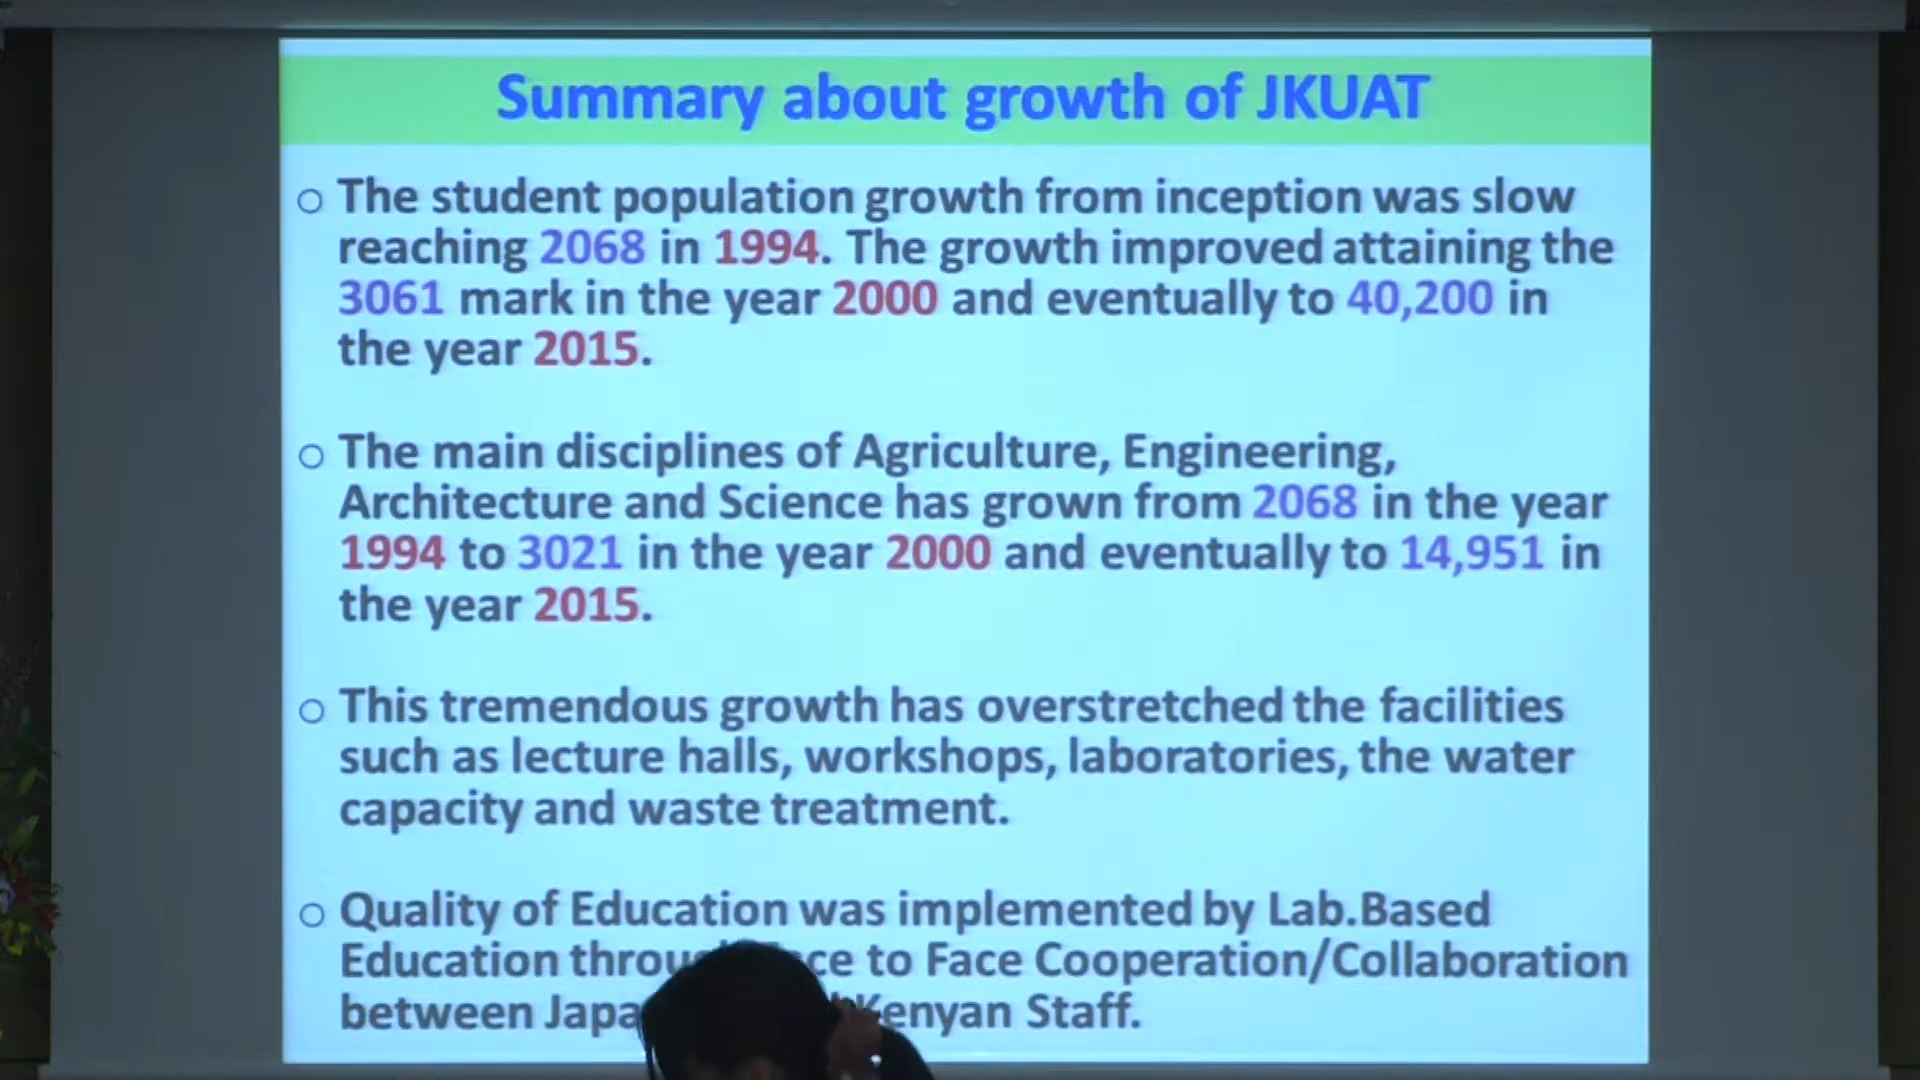 Summary about growth of JKUAT
The student population growth from inception was slow
reaching 2068 in 1994. The growth improved attaining the
3061 mark in the year 2000 and eventually to 40,200 in
the year 2015.
The main disciplines of Agriculture, Engineering,
Architecture and Science has grown from 2068 in the year
1994 to 3021 in the year 2000 and eventually to 14,951 in
the year 2015.
This tremendous growth has overstretched the facilities
such as lecture halls, workshops, laboratories, the water
capacity and waste treatment.
Quality of Education was implemented by Lab.Based
Education to Face Cooperation/Collaboration
between Kenyan Staff.